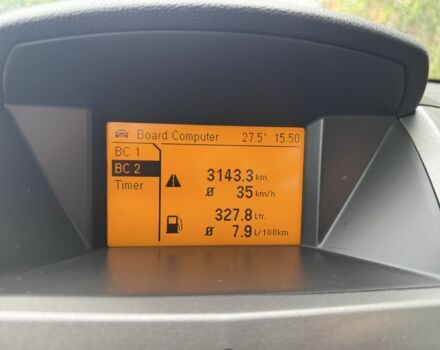 Board Computer 27.5° 15:50
BC 1
BC 2
Timer
3143.3 km
Ø 35 km/h
327.8 Ltr.
Ø 7.9 L/100km